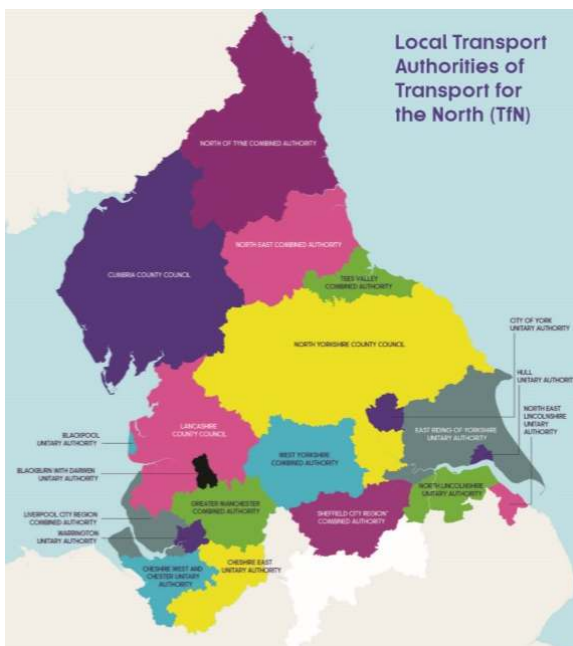 Local Transport
Authorities of
Transport for
the North (TfN)
NORTH OF TYNE COMBINED AUTHORITY
CUMBRIA COUNTY COUNCIL
NORTH EAST COMBINED AUTHORITY
TEES VALLEY
COMBINED AUTHORITY
NORTH YORKSHIRE COUNTY COUNCIL
CITY OF YORK
UNITARY AUTHORITY
HULL
UNITARY AUTHORIT
NORTH EAST
LINCOLNSHIRE
UNITARY
AUTHORITY
LANCASHIRE
COUNTY COUNCIL
EAST RIDING OF YORKSHIRE
UNITARY AUTHORITY
BLACKPOOL
UNITARY AUTHORITY
WEST YORKSHIRE
COMBINED AUTHORITY
BLACKBURN WITH DARWEN
UNITARY AUTHORITY
NORTH LINCOLNSHIRE
UNITARY AUTHORITY
GREATER MANCHESTER
COMBINED AUTHORITY
SHEFFIELD CITY REGION*
COMBINED AUTHORITY
LIVERPOOL CITY REGION
COMBINED AUTHORITY
WARRINGTON
UNITARY AUTHORITY
CHESHIRE EAST
UNITARY AUTHORITY
CHESHIRE WEST AND
CHESTER UNITARY
AUTHORITY